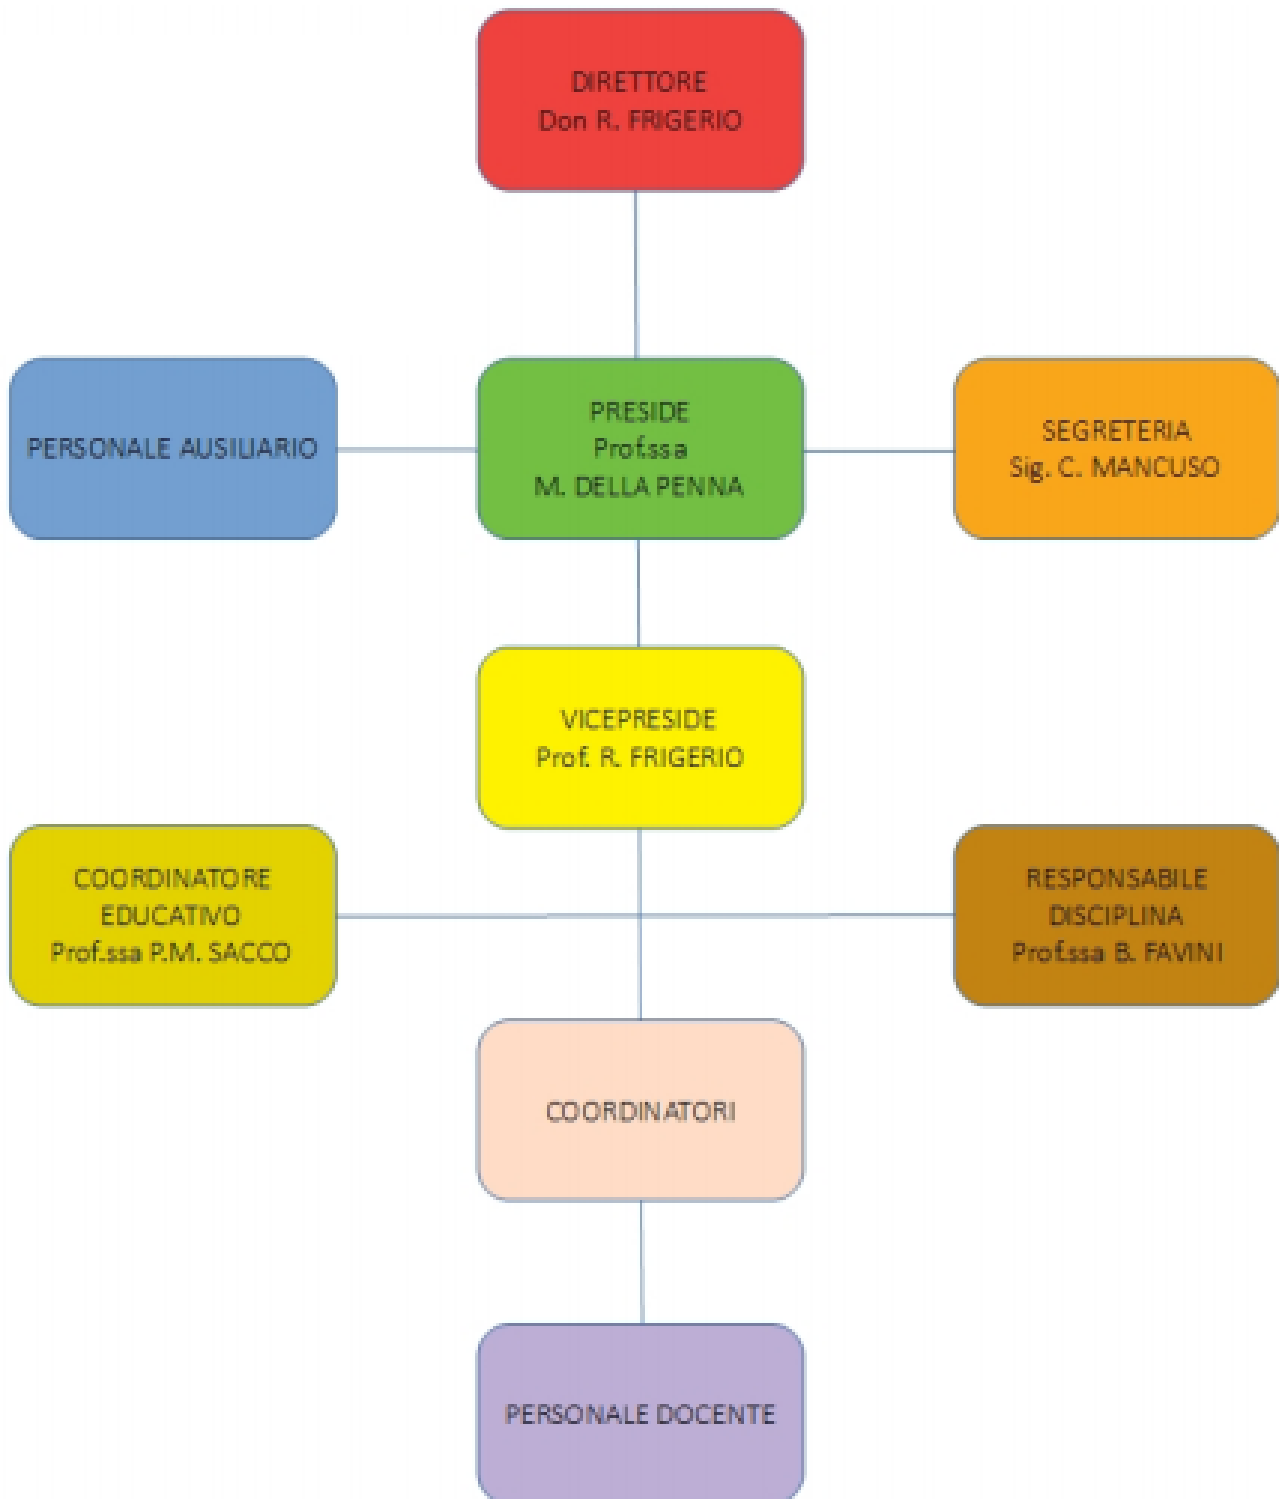 DIRETTORE
Don R. FRIGERIO
PERSONALE AUSILIARIO
PRESIDE
Prof.ssa
M. DELLA PENNA
SEGRETERIA
Sig. C. MANCUSO
VICEPRESIDE
Prof. R. FRIGERIO
COORDINATORE
EDUCATIVO
Prof.ssa P.M. SACCO
RESPONSABILE
DISCIPLINA
Prof.ssa B. FAVINI
COORDINATORI
PERSONALE DOCENTE